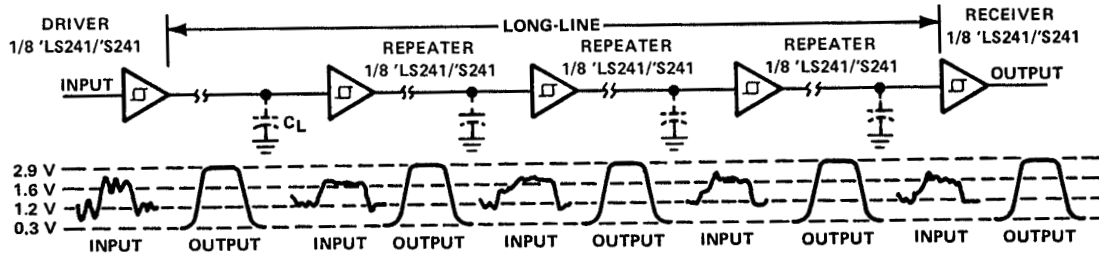 DRIVER
1/8 'LS241/'S241
LONG-LINE
RECEIVER
1/8 'LS241/'S241
REPEATER
1/8 'LS241/'S241
REPEATER
1/8 'LS241/'S241
REPEATER
1/8 'LS241/'S241
INPUT
OUTPUT
CL
2.9 V
1.6 V
1.2 V
0.3 V
INPUT OUTPUT INPUT OUTPUT INPUT OUTPUT INPUT OUTPUT INPUT OUTPUT